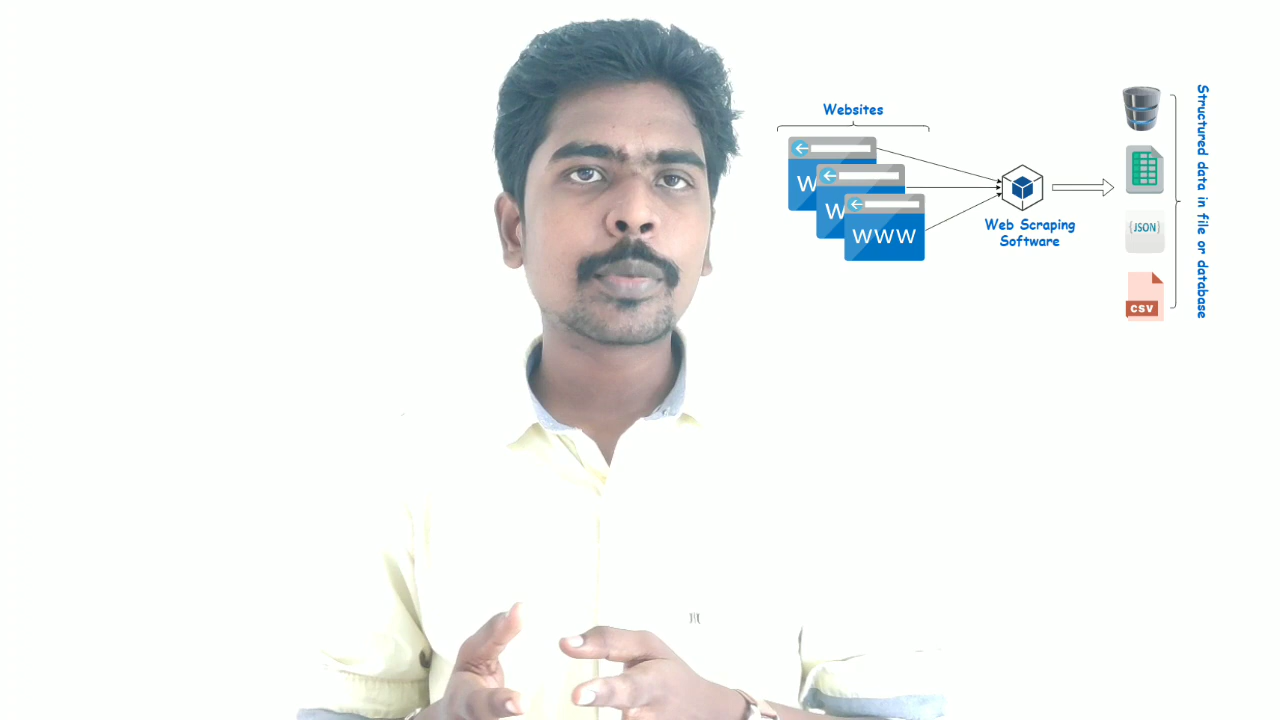 Websites
W
W
WWW
Web Scraping
Software
{JSON}
CSV
Structured data in file or database